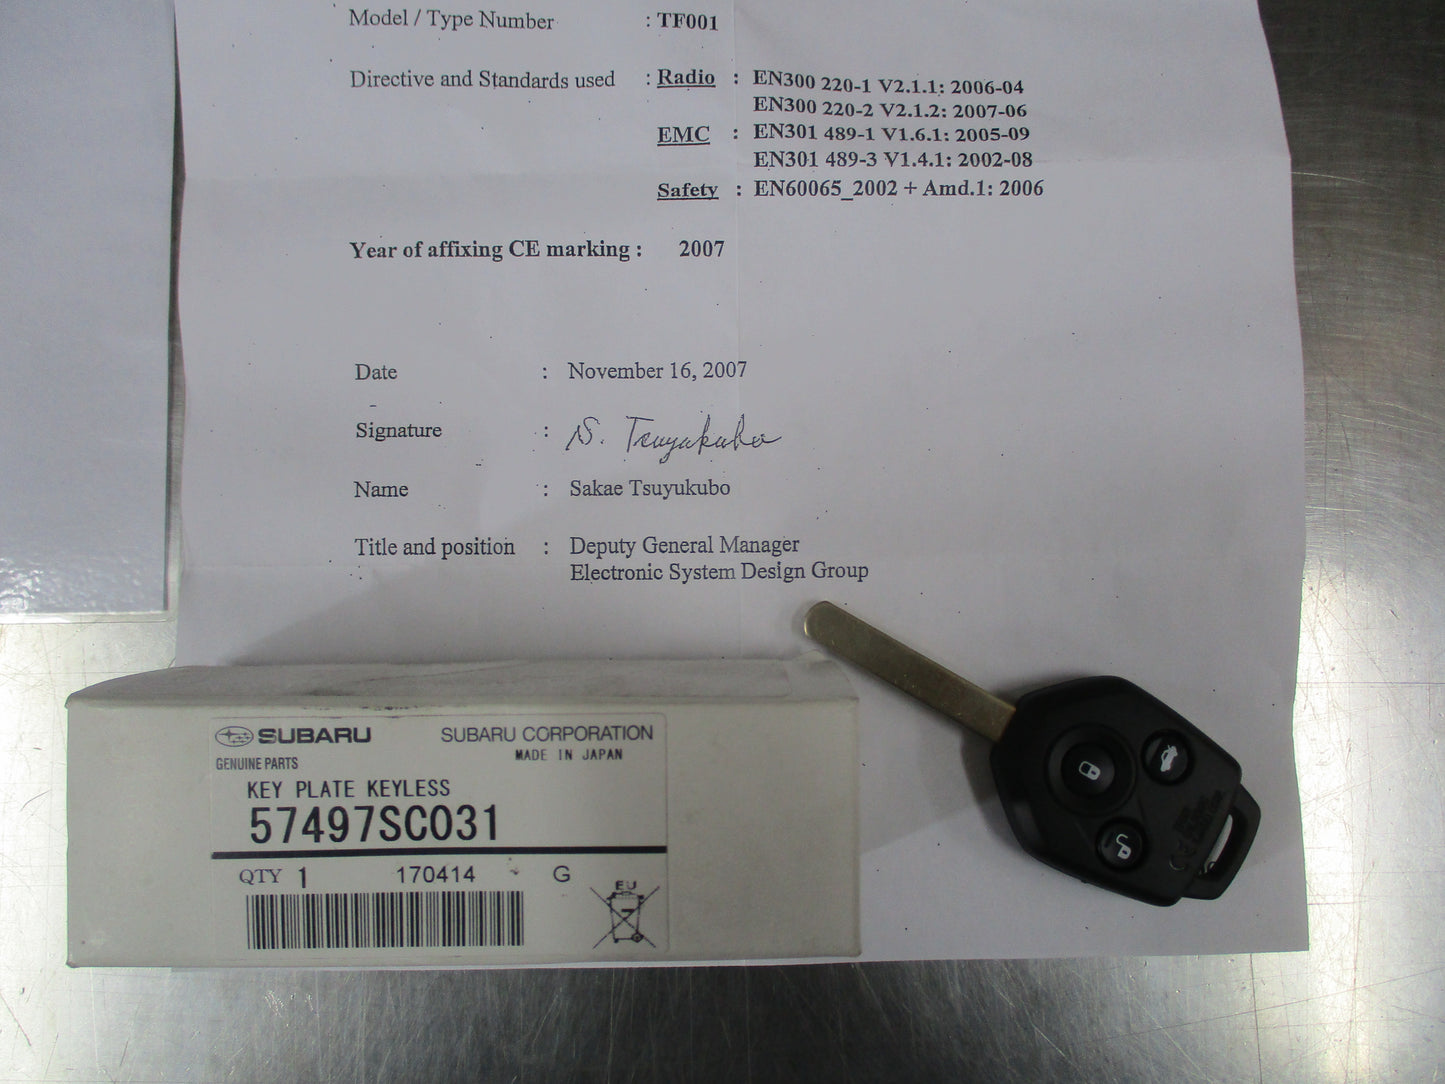 Model / Type Number : TF001
Directive and Standards used : Radio : EN300 220-1 V2.1.1: 2006-04
EN300 220-2 V2.1.2: 2007-06
EMC : EN301 489-1 V1.6.1: 2005-09
EN301 489-3 V1.4.1: 2002-08
Safety : EN60065_2002 + Amd.1: 2006
Year of affixing CE marking : 2007
Date : November 16, 2007
Signature : S. Tsuyukubo
Name : Sakae Tsuyukubo
Title and position : Deputy General Manager
Electronic System Design Group
SUBARU SUBARU CORPORATION
GENUINE PARTS MADE IN JAPAN
KEY PLATE KEYLESS
57497SC031
QTY 1 170414 G
EU